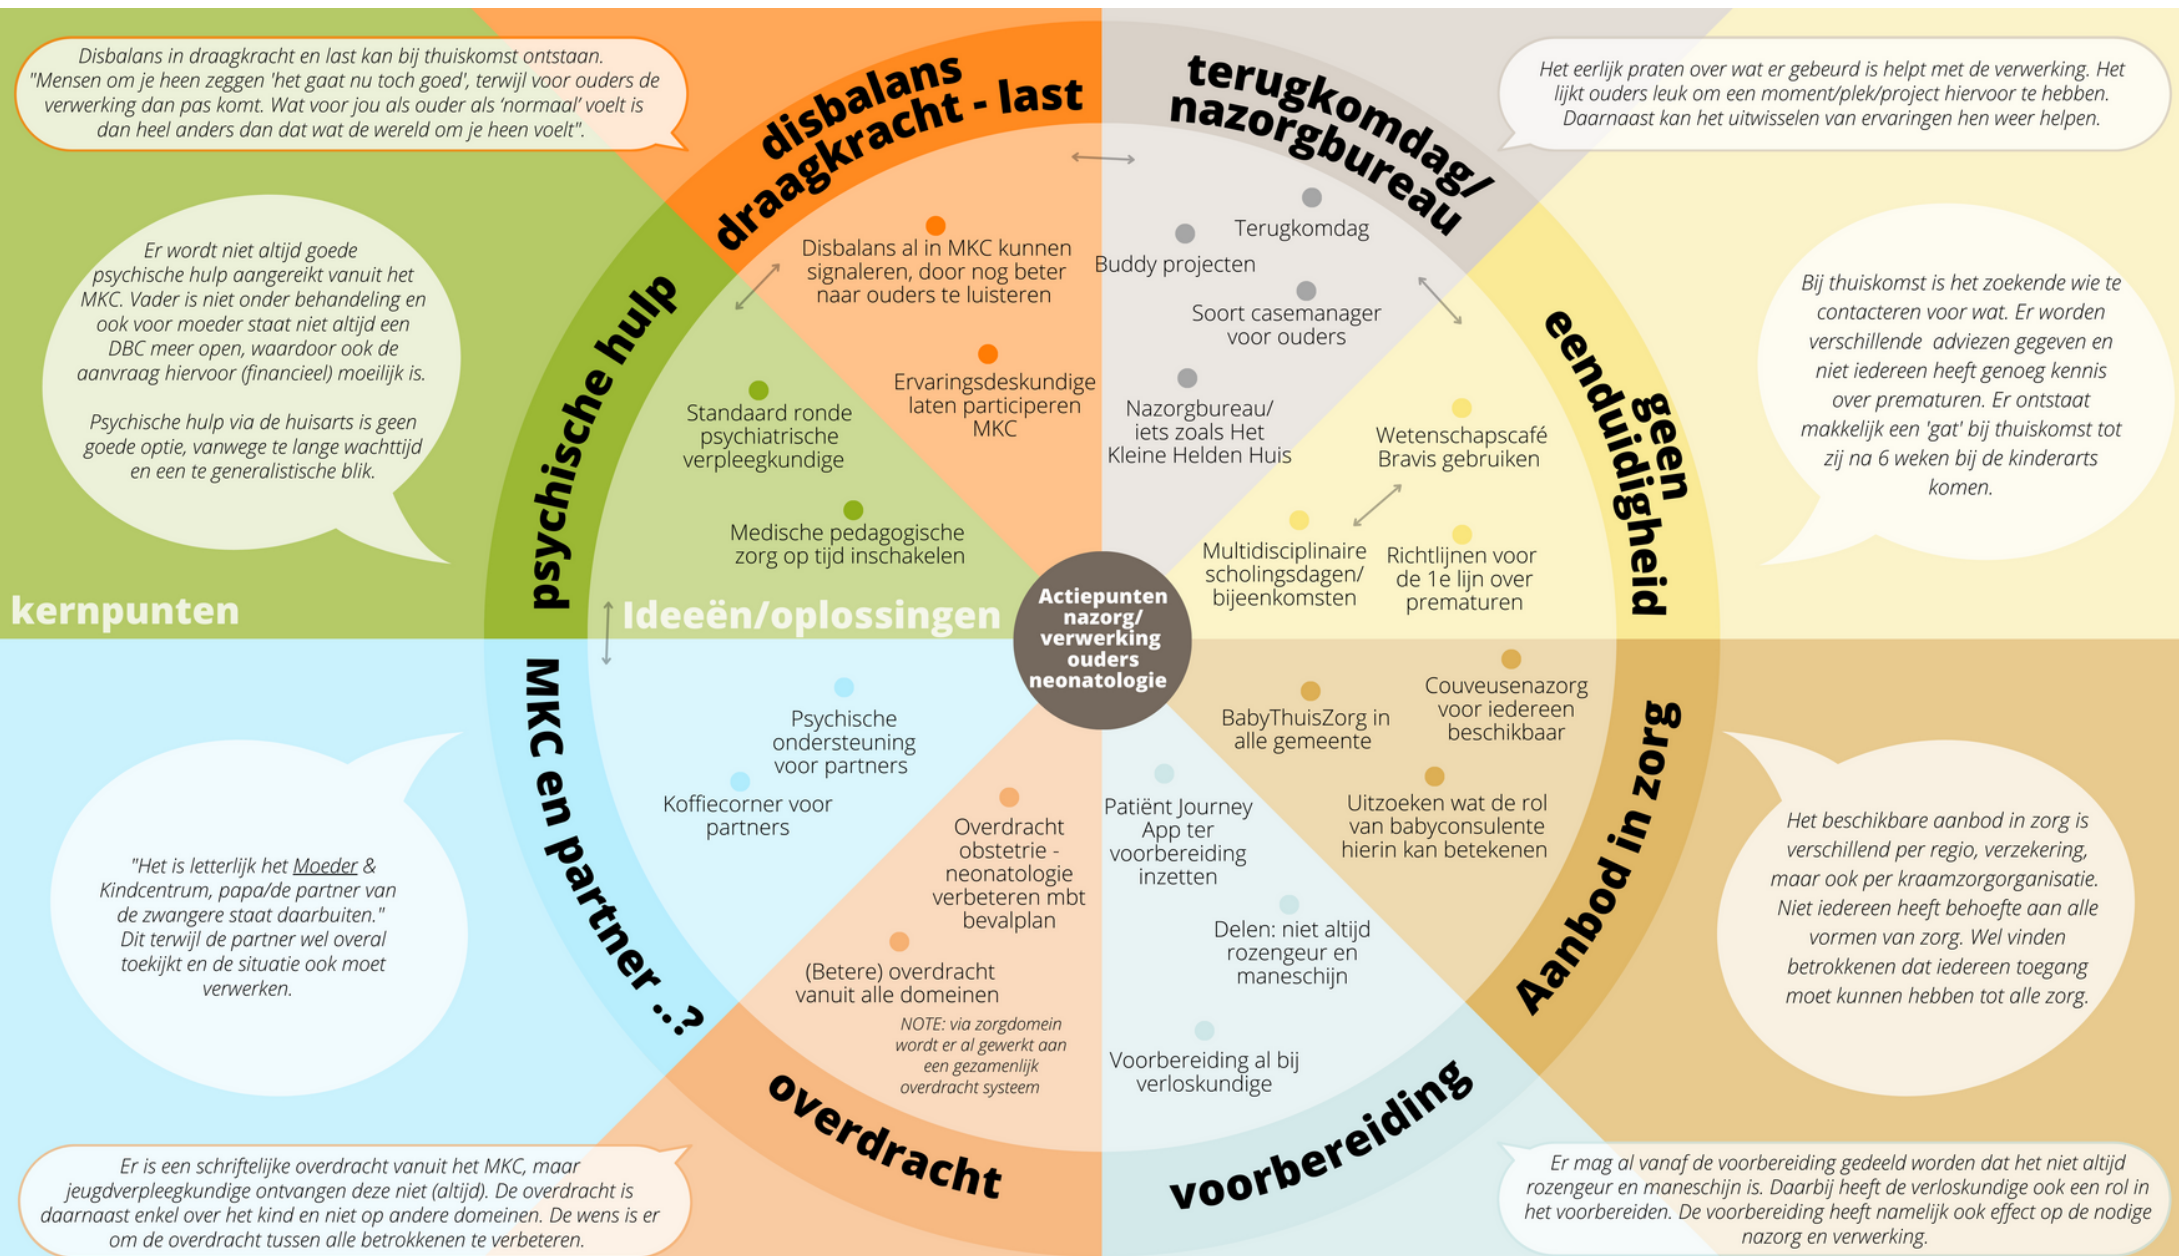 Disbalans in draagkracht en last kan bij thuiskomst ontstaan.
"Mensen om je heen zeggen 'het gaat nu toch goed', terwijl voor ouders de
verwerking dan pas komt. Wat voor jou als ouder als ‘normaal’ voelt is
dan heel anders dan dat wat de wereld om je heen voelt".
disbalans
draagkracht - last
terugkomdag/
nazorgbureau
Het eerlijk praten over wat er gebeurd is helpt met de verwerking. Het
lijkt ouders leuk om een moment/plek/project hiervoor te hebben.
Daarnaast kan het uitwisselen van ervaringen hen weer helpen.
Er wordt niet altijd goede
psychische hulp aangereikt vanuit het
MKC. Vader is niet onder behandeling en
ook voor moeder staat niet altijd een
DBC meer open, waardoor ook de
aanvraag hiervoor (financieel) moeilijk is.
Psychische hulp via de huisarts is geen
goede optie, vanwege te lange wachttijd
en een te generalistische blik.
kernpunten
psychische hulp
Standaard ronde
psychiatrische
verpleegkundige
Medische pedagogische
zorg op tijd inschakelen
Ideeën/oplossingen
Disbalans al in MKC kunnen
signaleren, door nog beter
naar ouders te luisteren
Ervaringsdeskundige
laten participeren
MKC
Terugkomdag
Buddy projecten
Soort casemanager
voor ouders
Nazorgbureau/
iets zoals Het
Kleine Helden Huis
geen
eenduidigheid
Wetenschapscafé
Bravis gebruiken
Multidisciplinaire
scholingsdagen/
bijeenkomsten
Richtlijnen voor
de 1e lijn over
prematuren
Bij thuiskomst is het zoekende wie te
contacteren voor wat. Er worden
verschillende adviezen gegeven en
niet iedereen heeft genoeg kennis
over prematuren. Er ontstaat
makkelijk een 'gat' bij thuiskomst tot
zij na 6 weken bij de kinderarts
komen.
Actiepunten
nazorg/
verwerking
ouders
neonatologie
MKC en partner ..?
Psychische
ondersteuning
voor partners
Koffiecorner voor
partners
"Het is letterlijk het Moeder &
Kindcentrum, papa/de partner van
de zwangere staat daarbuiten."
Dit terwijl de partner wel overal
toekijkt en de situatie ook moet
verwerken.
Overdracht
obstetrie -
neonatologie
verbeteren mbt
bevalplan
(Betere) overdracht
vanuit alle domeinen
NOTE: via zorgdomein
wordt er al gewerkt aan
een gezamenlijk
overdracht systeem
overdracht
Er is een schriftelijke overdracht vanuit het MKC, maar
jeugdverpleegkundige ontvangen deze niet (altijd). De overdracht is
daarnaast enkel over het kind en niet op andere domeinen. De wens is er
om de overdracht tussen alle betrokkenen te verbeteren.
Patiënt Journey
App ter
voorbereiding
inzetten
Delen: niet altijd
rozengeur en
maneschijn
Voorbereiding al bij
verloskundige
voorbereiding
Er mag al vanaf de voorbereiding gedeeld worden dat het niet altijd
rozengeur en maneschijn is. Daarbij heeft de verloskundige ook een rol in
het voorbereiden. De voorbereiding heeft namelijk ook effect op de nodige
nazorg en verwerking.
Couveusenazorg
voor iedereen
beschikbaar
BabyThuisZorg in
alle gemeente
Uitzoeken wat de rol
van babyconsulente
hierin kan betekenen
Aanbod in zorg
Het beschikbare aanbod in zorg is
verschillend per regio, verzekering,
maar ook per kraamzorgorganisatie.
Niet iedereen heeft behoefte aan alle
vormen van zorg. Wel vinden
betrokkenen dat iedereen toegang
moet kunnen hebben tot alle zorg.